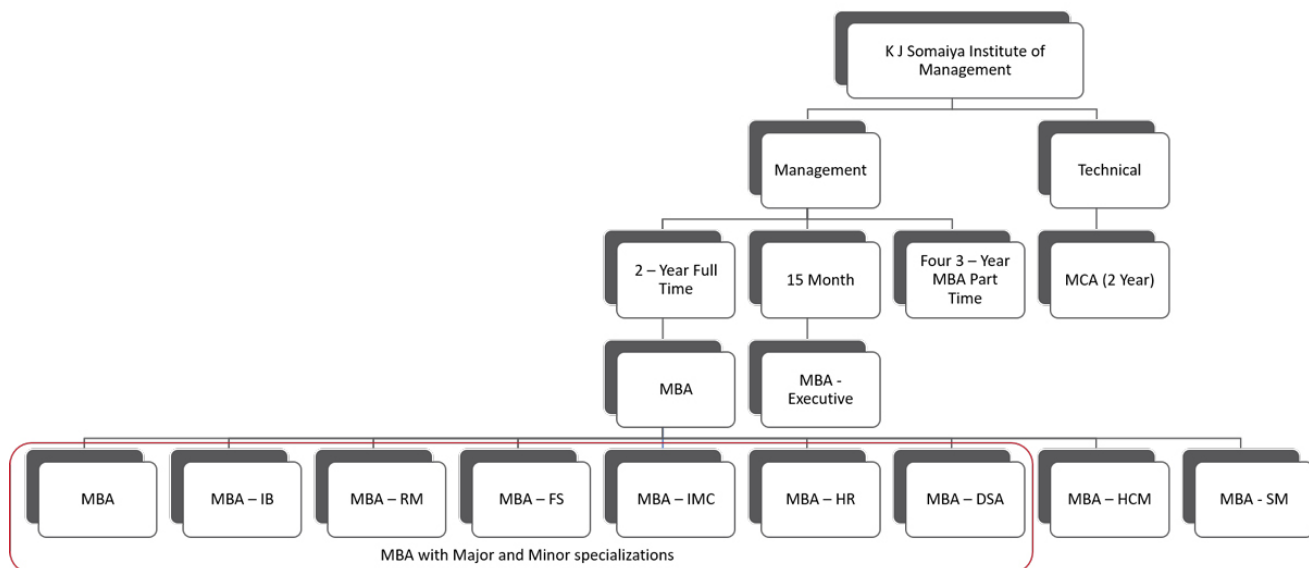 K J Somaiya Institute of
Management
Management
Technical
2 – Year Full
Time
15 Month
Four 3 – Year
MBA Part
Time
MCA (2 Year)
MBA
MBA -
Executive
MBA
MBA – IB
MBA – RM
MBA – FS
MBA – IMC
MBA – HR
MBA – DSA
MBA – HCM
MBA - SM
MBA with Major and Minor specializations